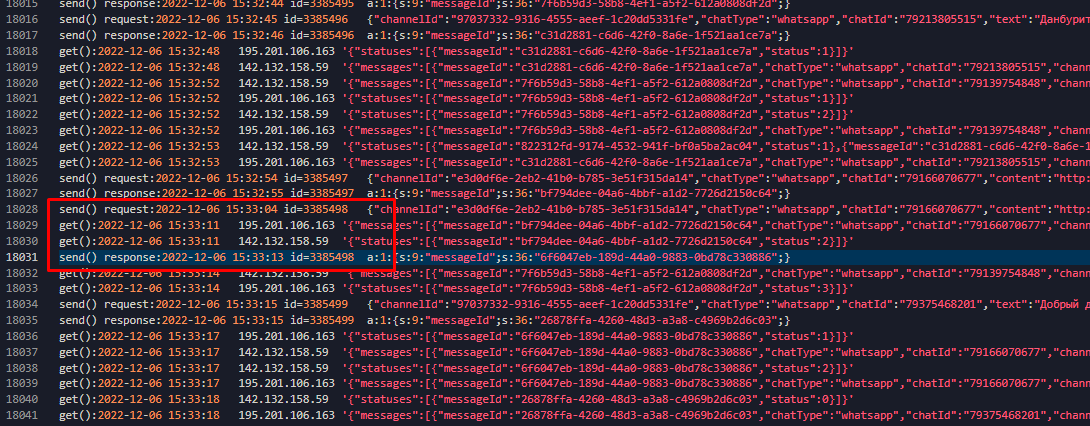 18015 send() response:2022-12-06 15:32:44 id=3385495 a:1:{s:9:"messageId";s:36:"7f6b59d3-58b8-4ef1-a5f2-612a0808df2d";}
18016 send() request:2022-12-06 15:32:45 id=3385496 {"channelId":"97037332-9316-4555-aeef-1c20dd5331fe","chatType":"whatsapp","chatId":"79213805515","text":"Данбурит
18017 send() response:2022-12-06 15:32:46 id=3385496 a:1:{s:9:"messageId";s:36:"c31d2881-c6d6-42f0-8a6e-1f521aa1ce7a";}
18018 get():2022-12-06 15:32:48 195.201.106.163 '{"statuses":[{"messageId":"c31d2881-c6d6-42f0-8a6e-1f521aa1ce7a","status":1}]}'
18019 get():2022-12-06 15:32:48 142.132.158.59 '{"messages":[{"messageId":"c31d2881-c6d6-42f0-8a6e-1f521aa1ce7a","chatType":"whatsapp","chatId":"79213805515","chann
18020 get():2022-12-06 15:32:52 142.132.158.59 '{"messages":[{"messageId":"7f6b59d3-58b8-4ef1-a5f2-612a0808df2d","chatType":"whatsapp","chatId":"79139754848","chann
18021 get():2022-12-06 15:32:52 195.201.106.163 '{"statuses":[{"messageId":"7f6b59d3-58b8-4ef1-a5f2-612a0808df2d","status":1}]}'
18022 get():2022-12-06 15:32:52 142.132.158.59 '{"statuses":[{"messageId":"7f6b59d3-58b8-4ef1-a5f2-612a0808df2d","status":2}]}'
18023 get():2022-12-06 15:32:52 195.201.106.163 '{"messages":[{"messageId":"7f6b59d3-58b8-4ef1-a5f2-612a0808df2d","chatType":"whatsapp","chatId":"79139754848","chan
18024 get():2022-12-06 15:32:53 142.132.158.59 '{"statuses":[{"messageId":"822312fd-9174-4532-941f-bf0a5ba2ac04","status":1},{"messageId":"c31d2881-c6d6-42f0-8a6e-1
18025 get():2022-12-06 15:32:53 195.201.106.163 '{"messages":[{"messageId":"c31d2881-c6d6-42f0-8a6e-1f521aa1ce7a","chatType":"whatsapp","chatId":"79213805515","chan
18026 send() request:2022-12-06 15:32:54 id=3385497 {"channelId":"e3d0df6e-2eb2-41b0-b785-3e51f315da14","chatType":"whatsapp","chatId":"79166070677","content":"http:
18027 send() response:2022-12-06 15:32:55 id=3385497 a:1:{s:9:"messageId";s:36:"bf794dee-04a6-4bbf-a1d2-7726d2150c64";}
18028 send() request:2022-12-06 15:33:04 id=3385498 {"channelId":"e3d0df6e-2eb2-41b0-b785-3e51f315da14","chatType":"whatsapp","chatId":"79166070677","content":"http:
18029 get():2022-12-06 15:33:11 195.201.106.163 '{"messages":[{"messageId":"bf794dee-04a6-4bbf-a1d2-7726d2150c64","chatType":"whatsapp","chatId":"79166070677","chan
18030 get():2022-12-06 15:33:11 142.132.158.59 '{"statuses":[{"messageId":"bf794dee-04a6-4bbf-a1d2-7726d2150c64","status":2}]}'
18031 send() response:2022-12-06 15:33:13 id=3385498 a:1:{s:9:"messageId";s:36:"6f6047eb-189d-44a0-9883-0bd78c330886";}
18032 get():2022-12-06 15:33:14 142.132.158.59 '{"messages":[{"messageId":"7f6b59d3-58b8-4ef1-a5f2-612a0808df2d","chatType":"whatsapp","chatId":"79139754848","chann
18033 get():2022-12-06 15:33:14 195.201.106.163 '{"statuses":[{"messageId":"7f6b59d3-58b8-4ef1-a5f2-612a0808df2d","status":3}]}'
18034 send() request:2022-12-06 15:33:15 id=3385499 {"channelId":"97037332-9316-4555-aeef-1c20dd5331fe","chatType":"whatsapp","chatId":"79375468201","text":"Добрый д
18035 send() response:2022-12-06 15:33:15 id=3385499 a:1:{s:9:"messageId";s:36:"26878ffa-4260-48d3-a3a8-c4969b2d6c03";}
18036 get():2022-12-06 15:33:17 195.201.106.163 '{"statuses":[{"messageId":"6f6047eb-189d-44a0-9883-0bd78c330886","status":1}]}'
18037 get():2022-12-06 15:33:17 142.132.158.59 '{"messages":[{"messageId":"6f6047eb-189d-44a0-9883-0bd78c330886","chatType":"whatsapp","chatId":"79166070677","chann
18038 get():2022-12-06 15:33:17 142.132.158.59 '{"statuses":[{"messageId":"6f6047eb-189d-44a0-9883-0bd78c330886","status":2}]}'
18039 get():2022-12-06 15:33:17 195.201.106.163 '{"messages":[{"messageId":"6f6047eb-189d-44a0-9883-0bd78c330886","chatType":"whatsapp","chatId":"79166070677","chan
18040 get():2022-12-06 15:33:18 142.132.158.59 '{"statuses":[{"messageId":"26878ffa-4260-48d3-a3a8-c4969b2d6c03","status":0}]}'
18041 get():2022-12-06 15:33:18 195.201.106.163 '{"messages":[{"messageId":"26878ffa-4260-48d3-a3a8-c4969b2d6c03","chatType":"whatsapp","chatId":"79375468201","chan